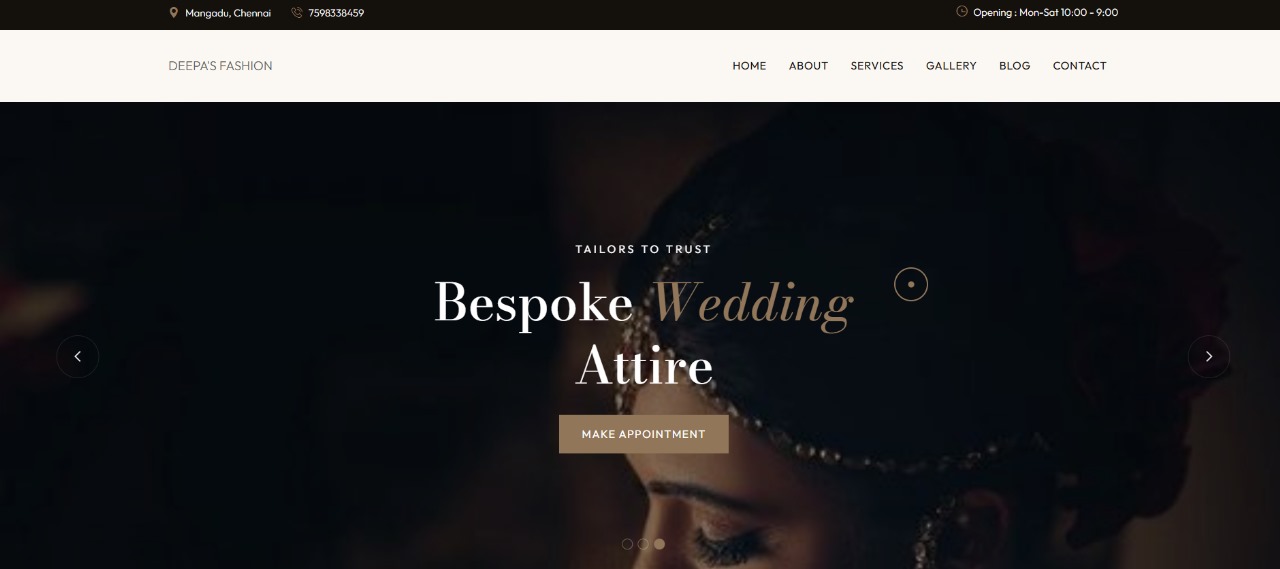 Mangadu, Chennai
7598338459
Opening : Mon-Sat 10:00 - 9:00
DEEPA'S FASHION
HOME
ABOUT
SERVICES
GALLERY
BLOG
CONTACT
TAILORS TO TRUST
Bespoke Wedding
Attire
MAKE APPOINTMENT